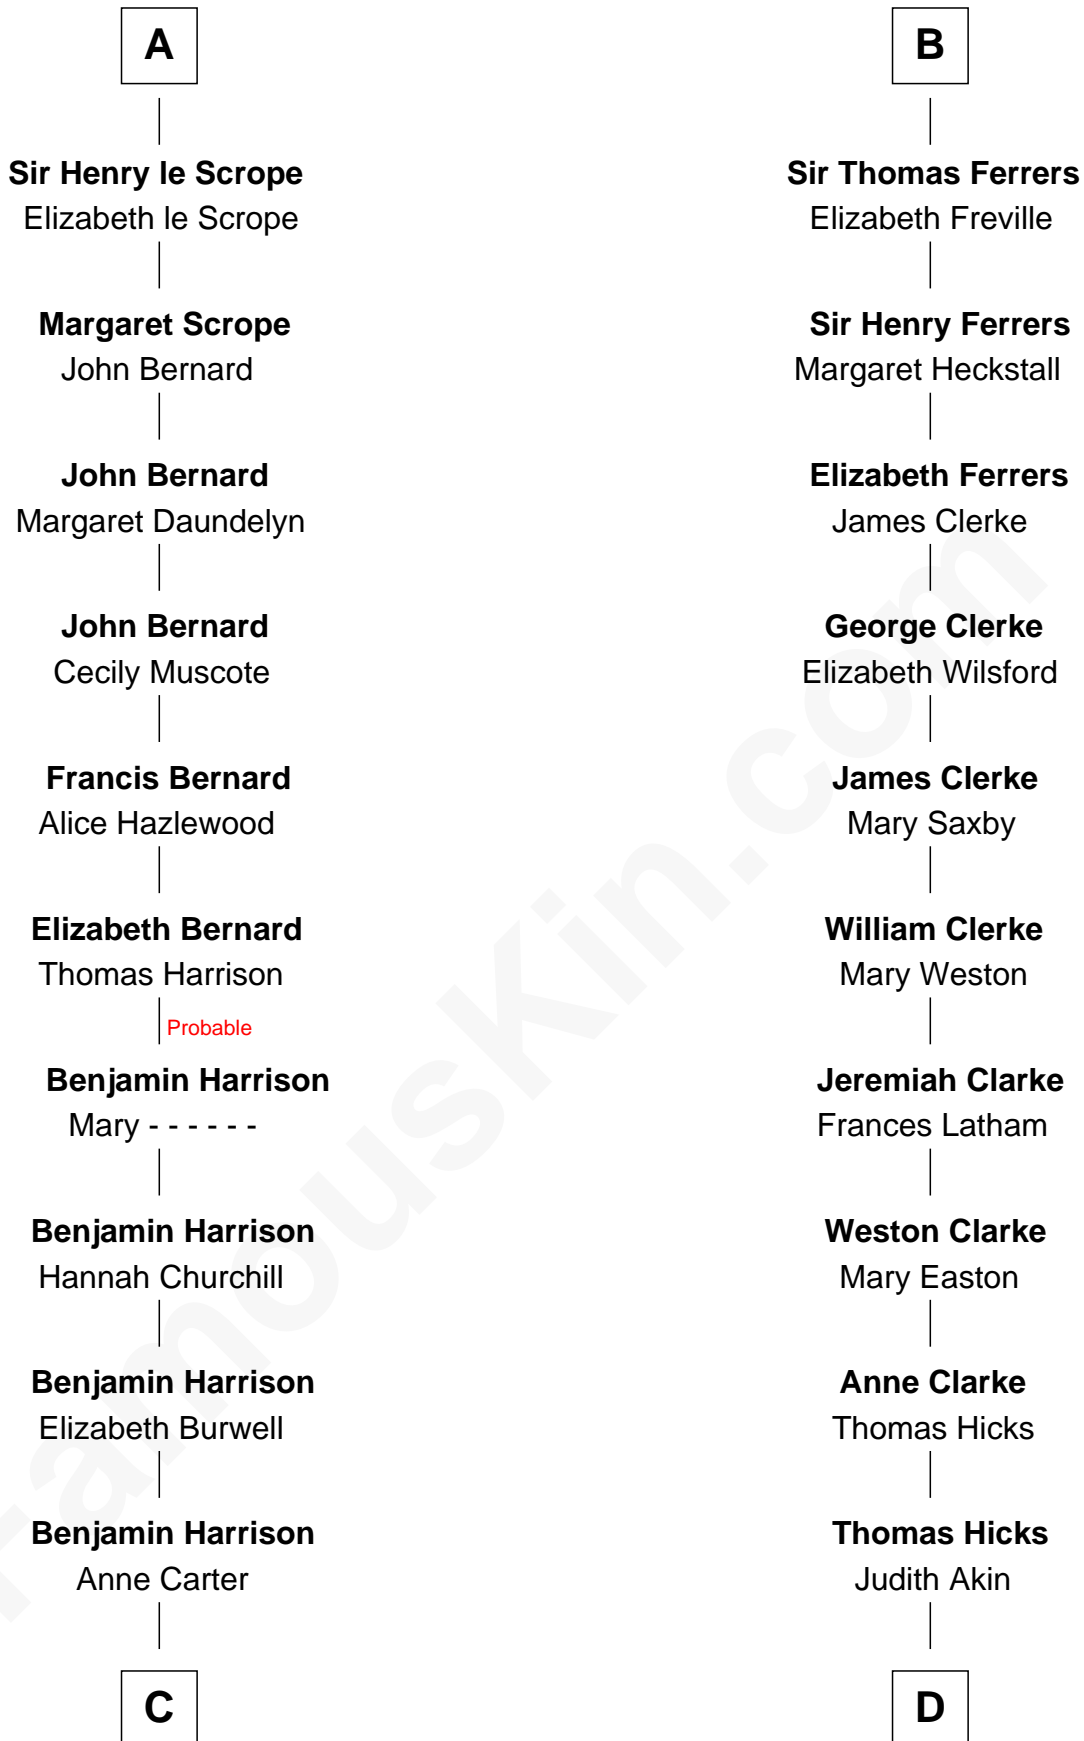 A
Sir Henry le Scrope
Elizabeth le Scrope
Margaret Scrope
John Bernard
John Bernard
Margaret Daundelyn
John Bernard
Cecily Muscote
Francis Bernard
Alice Hazlewood
Elizabeth Bernard
Thomas Harrison
Probable
Benjamin Harrison
Mary - - - - - -
Benjamin Harrison
Hannah Churchill
Benjamin Harrison
Elizabeth Burwell
Benjamin Harrison
Anne Carter
C
B
Sir Thomas Ferrers
Elizabeth Freville
Sir Henry Ferrers
Margaret Heckstall
Elizabeth Ferrers
James Clerke
George Clerke
Elizabeth Wilsford
James Clerke
Mary Saxby
William Clerke
Mary Weston
Jeremiah Clarke
Frances Latham
Weston Clarke
Mary Easton
Anne Clarke
Thomas Hicks
Thomas Hicks
Judith Akin
D
FamousKin.com